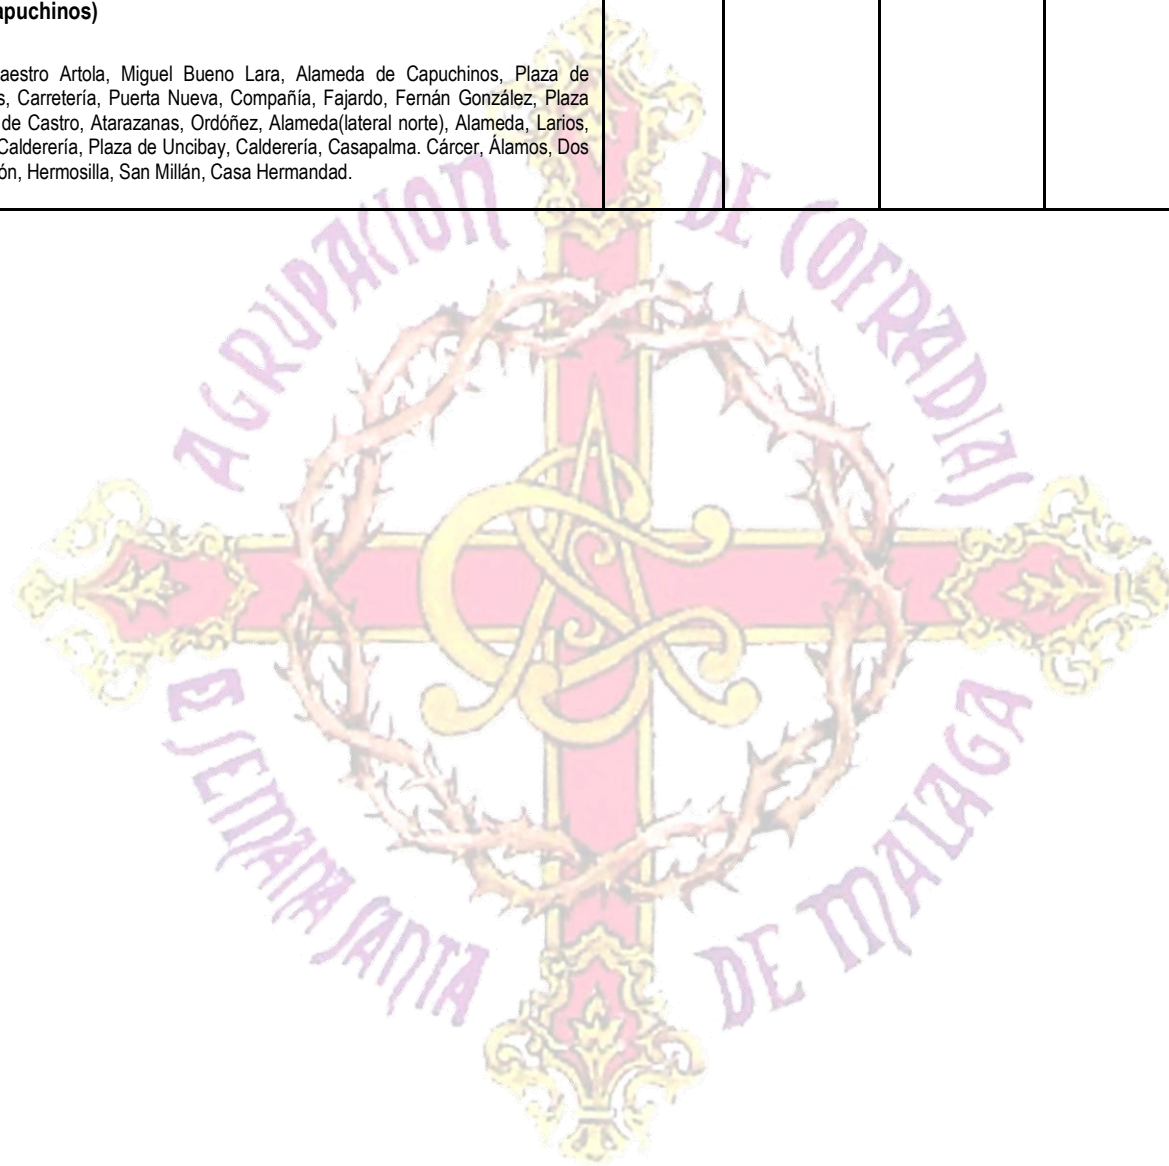 apuchinos)
aestro Artola, Miguel Bueno Lara, Alameda de Capuchinos, Plaza de
s, Carretería, Puerta Nueva, Compañía, Fajardo, Fernán González, Plaza
de Castro, Atarazanas, Ordóñez, Alameda(lateral norte), Alameda, Larios,
Calderería, Plaza de Uncibay, Calderería, Casapalma. Cárcer, Álamos, Dos
ón, Hermosilla, San Millán, Casa Hermandad.
AGRUPACION
DE COFRADIAS
D SEMANA SANTA
DE MALAGA